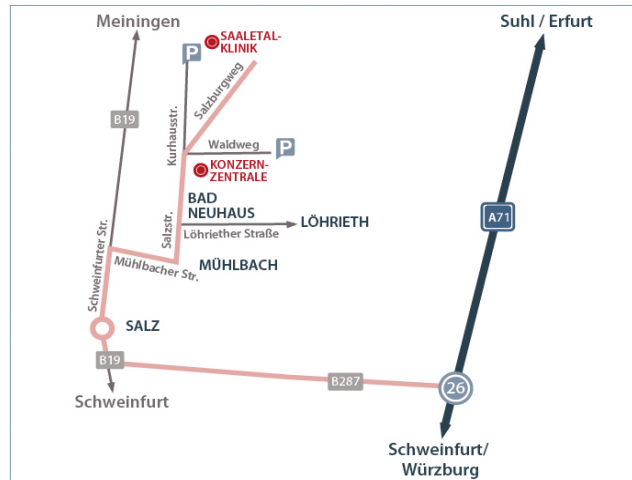 Meiningen
Suhl / Erfurt
SAALETAL-
KLINIK
P
Salzburgweg
B19
Kurhausstr.
Waldweg
P
KONZERN-
ZENTRALE
BAD
NEUHAUS
A71
Salzstr.
Löhriether Straße
LÖHRIETH
Schweinfurter Str.
Mühlbacher Str.
MÜHLBACH
SALZ
B19
B287
26
Schweinfurt
Schweinfurt/
Würzburg